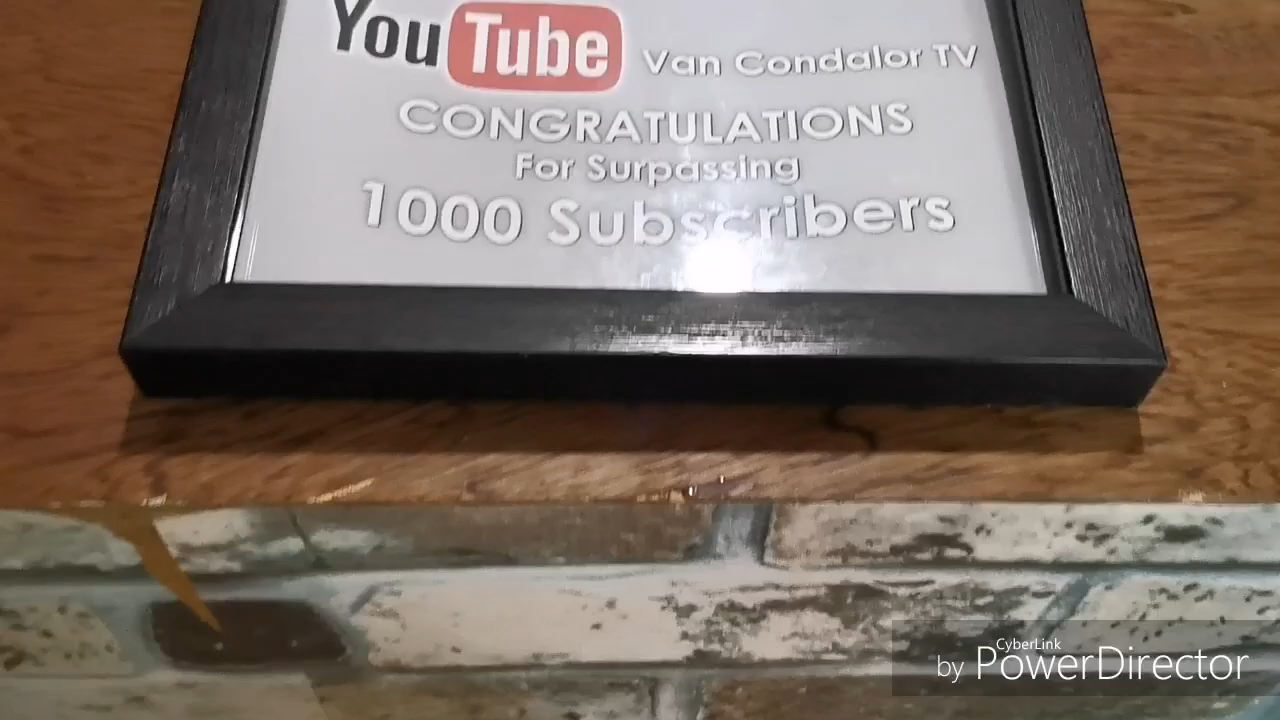 YouTube Van Condalor TV
CONGRATULATIONS
For Surpassing
1000 Subscribers
CyberLink
by PowerDirector